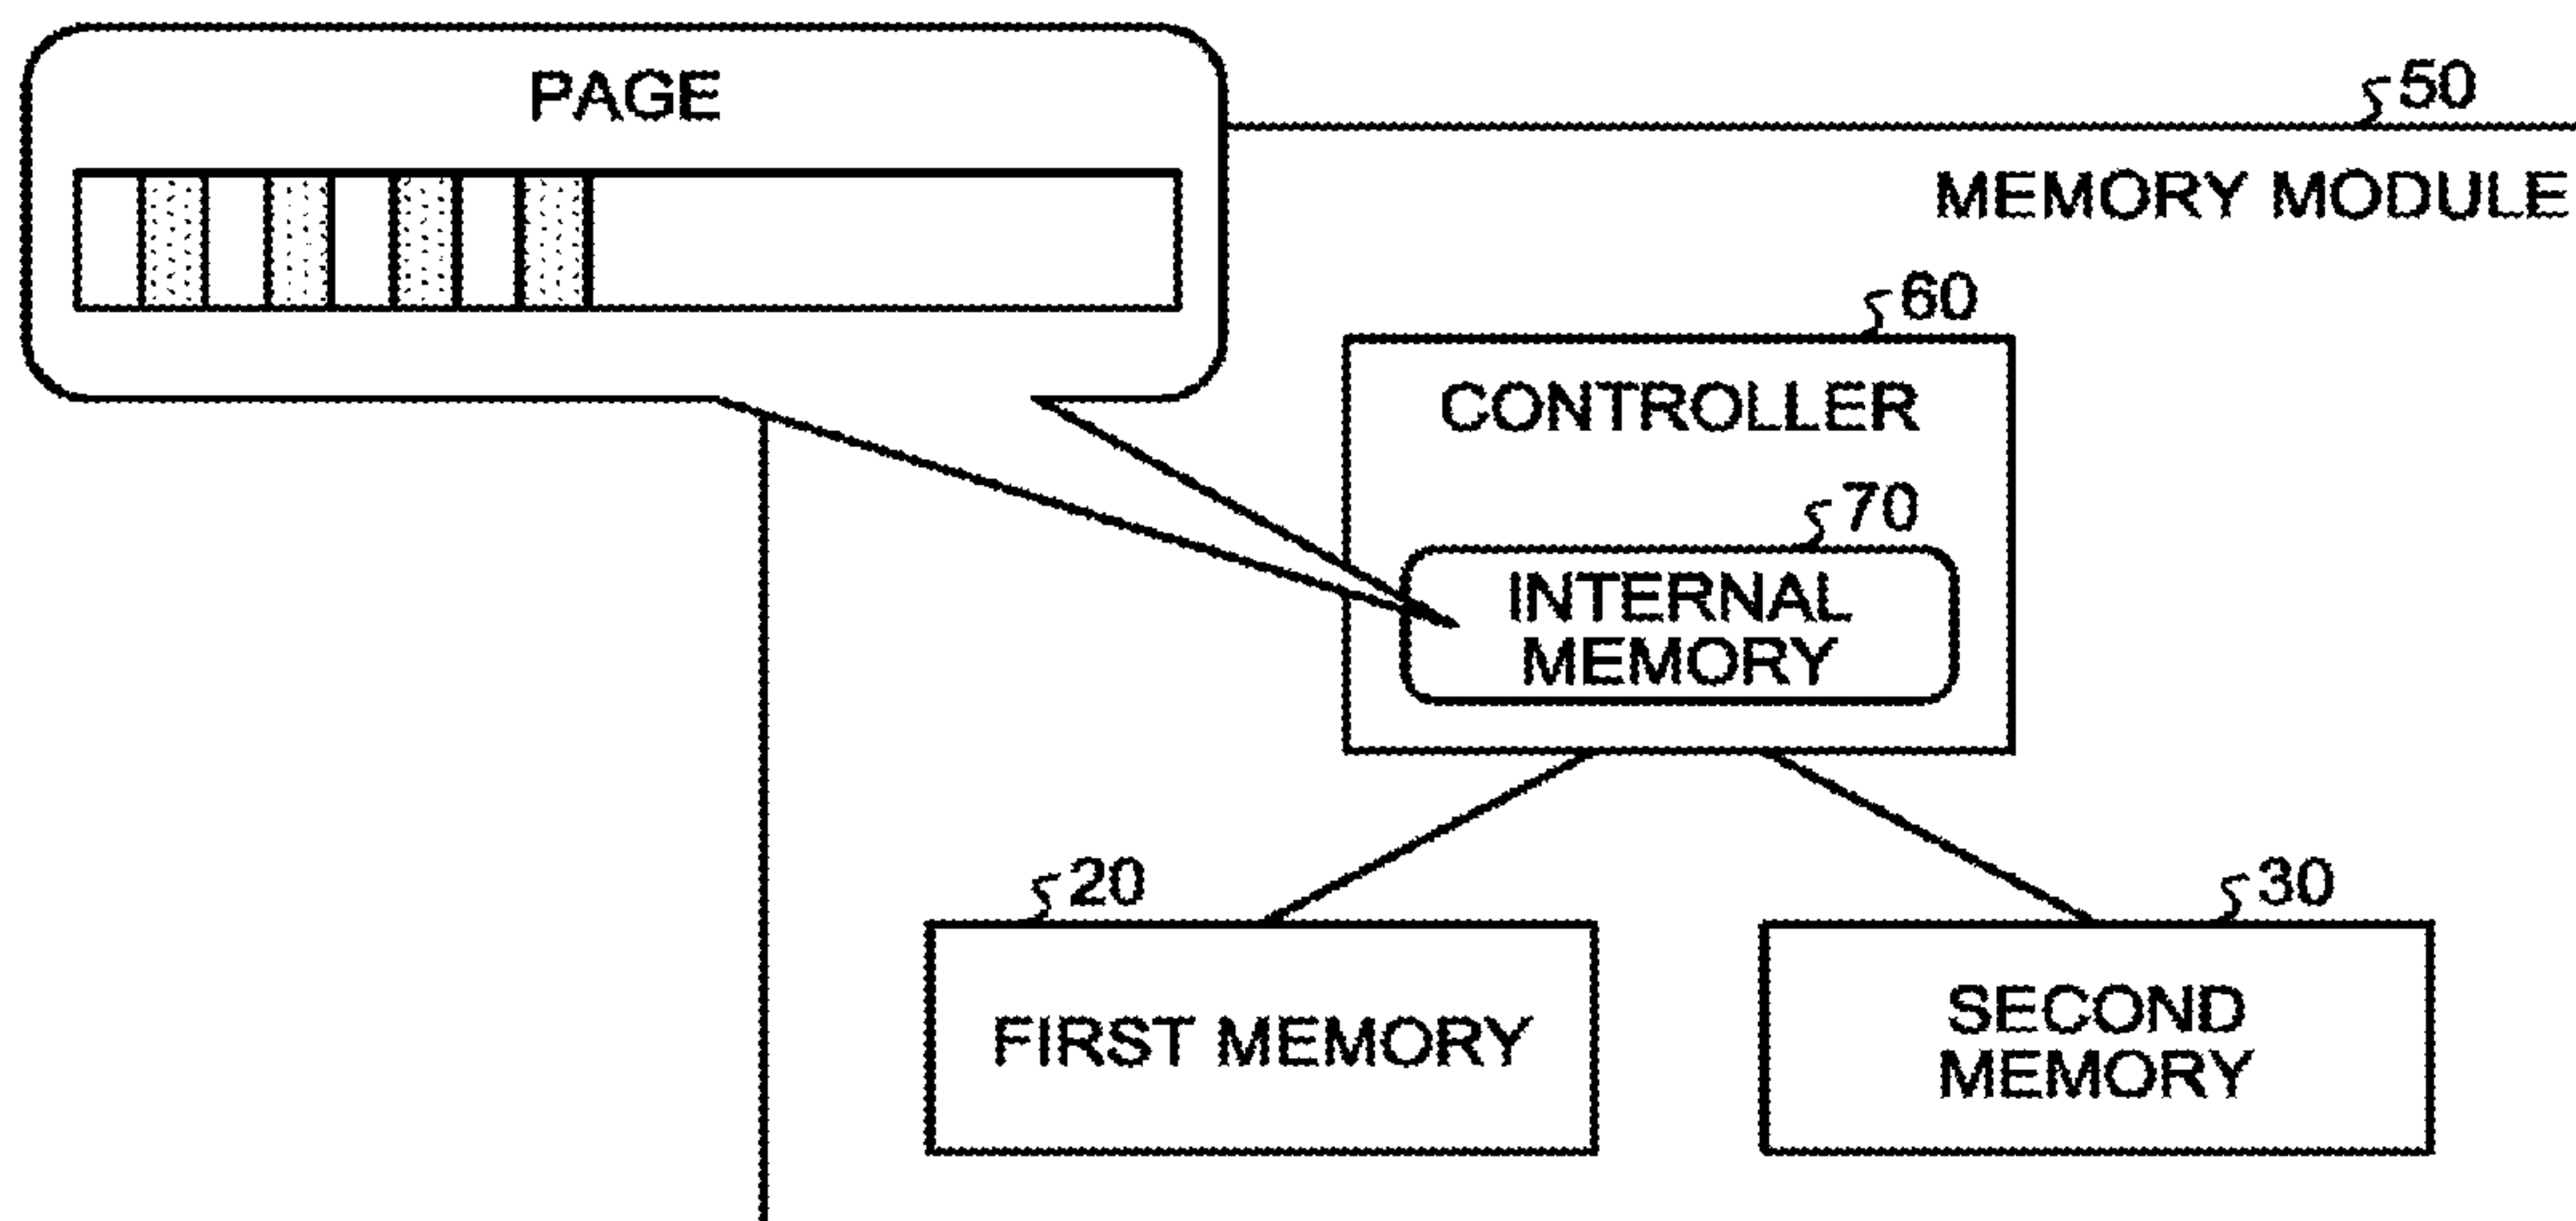 PAGE
50
MEMORY MODULE
60
CONTROLLER
70
INTERNAL
MEMORY
20
FIRST MEMORY
30
SECOND
MEMORY